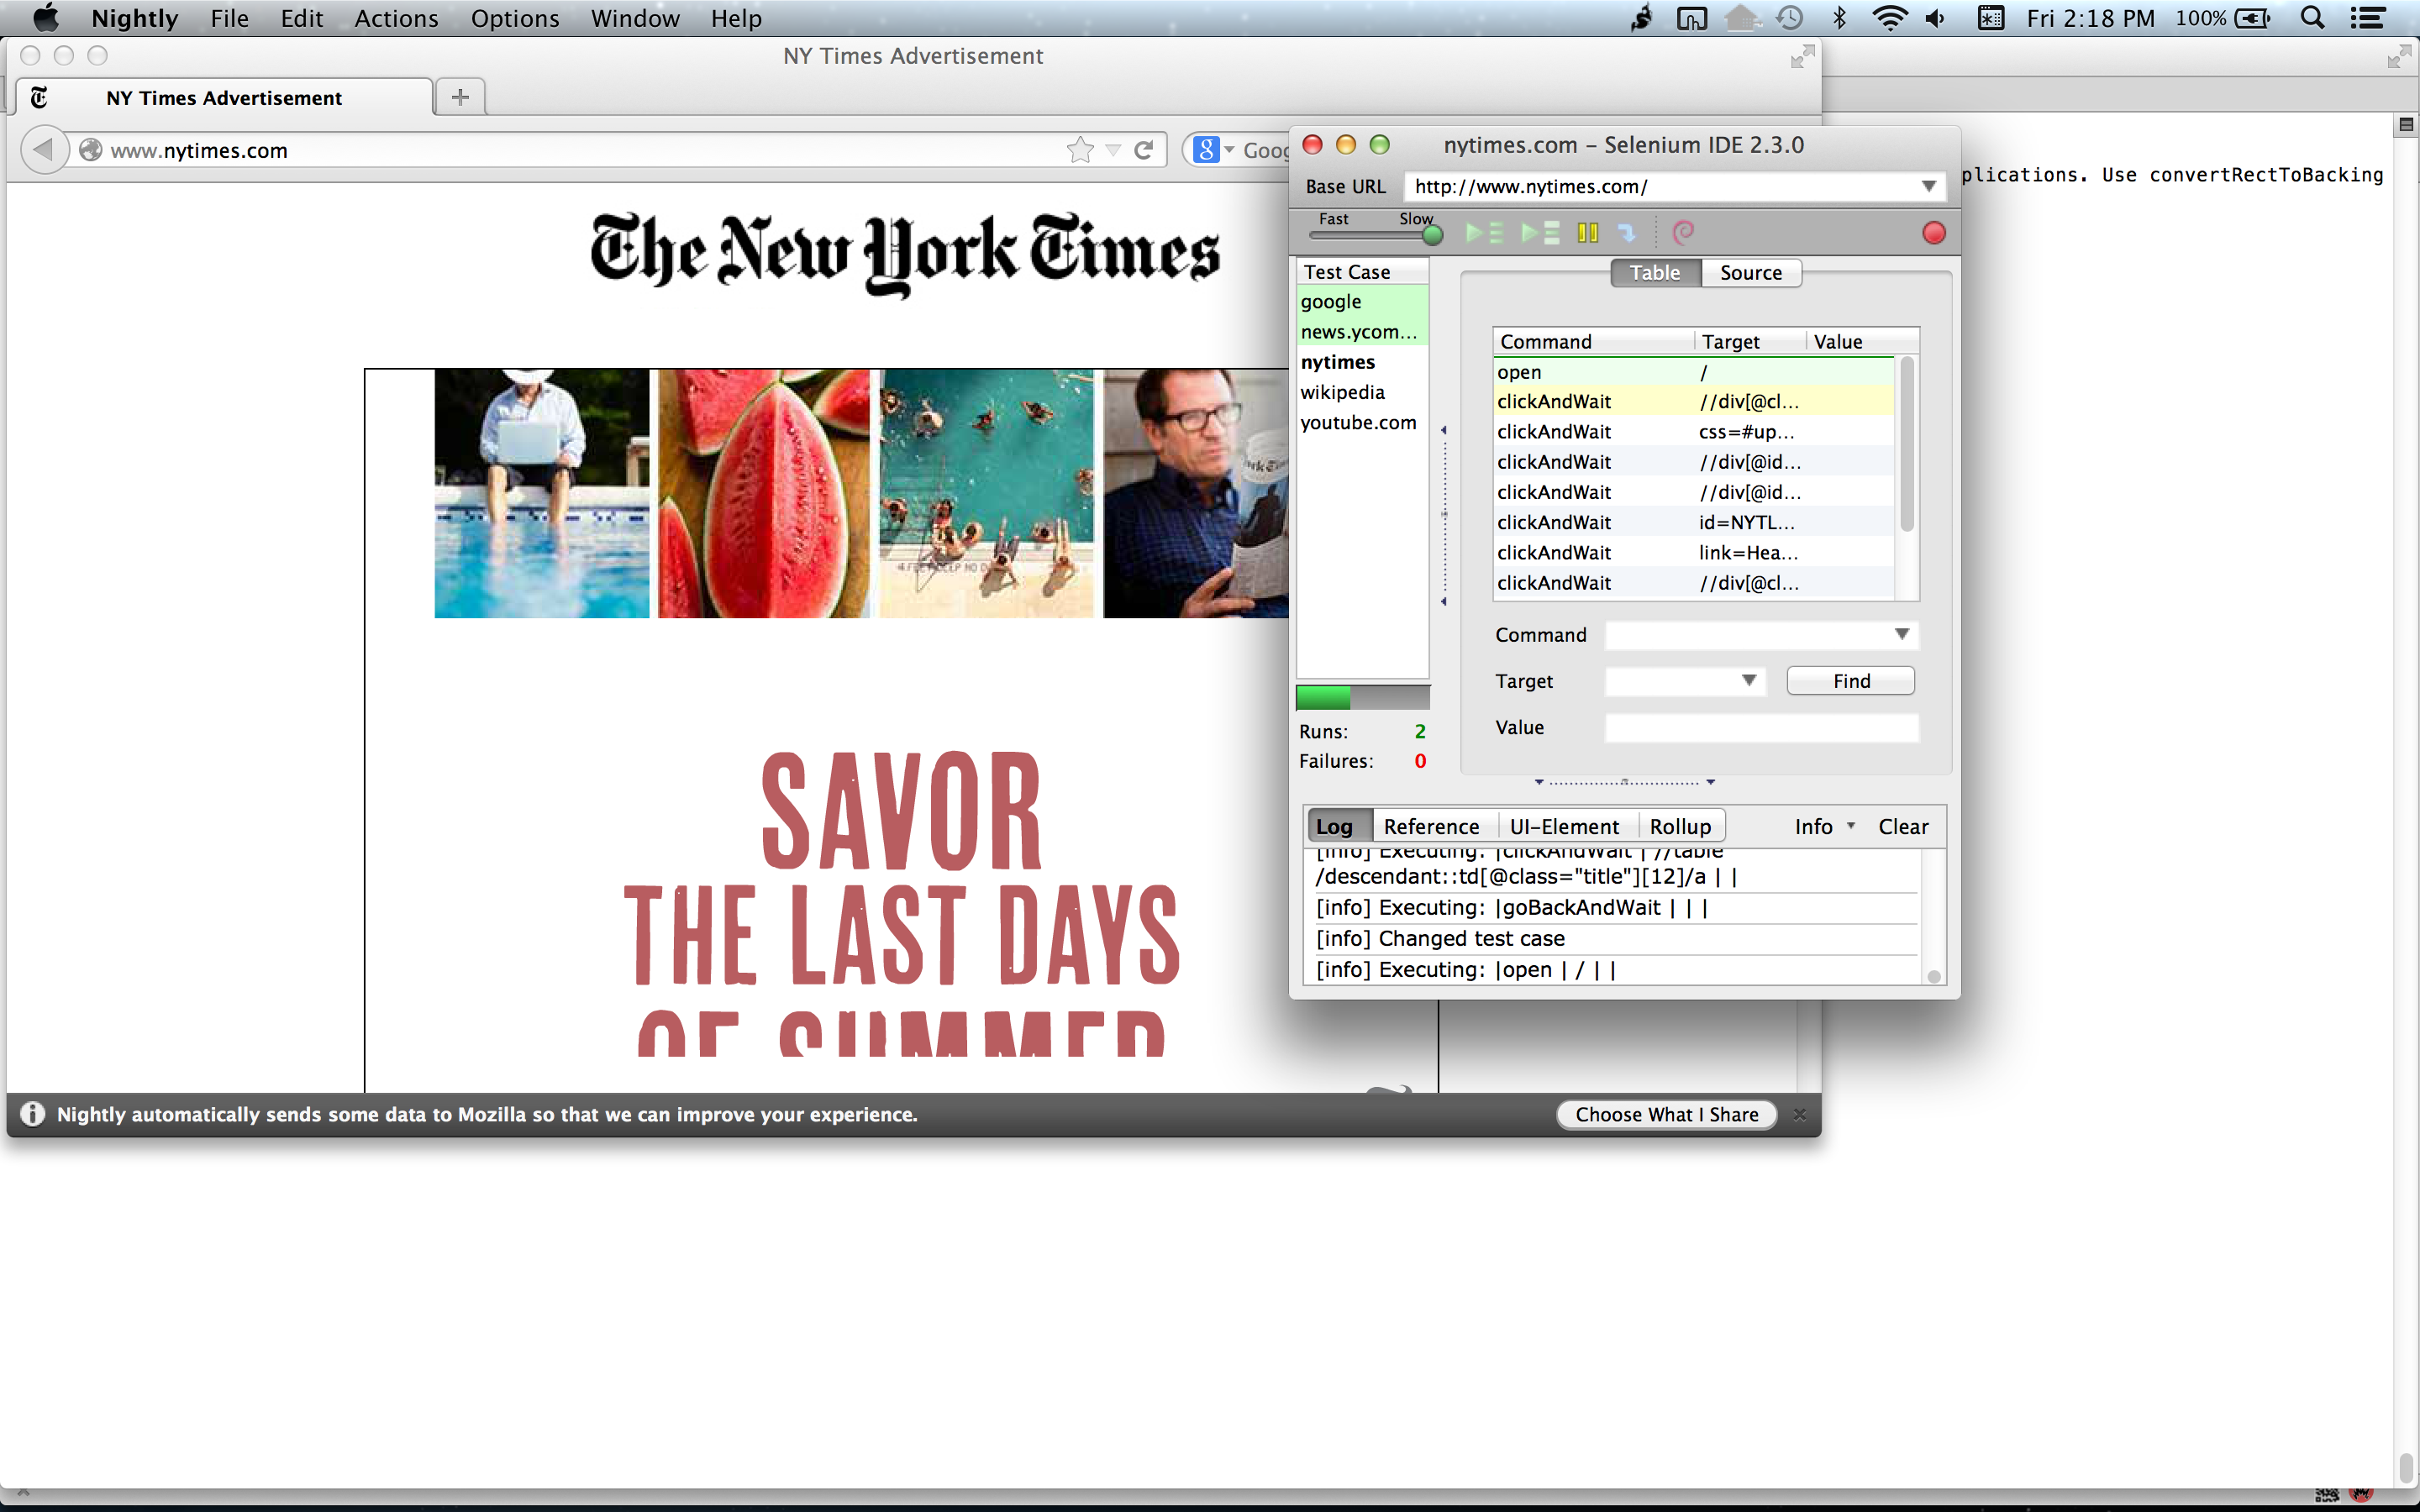 Nightly File Edit Actions Options Window Help Fri 2:18 PM 100%
NY Times Advertisement
NY Times Advertisement
www.nytimes.com
The New York Times
4 FEET DEEP NO D
SAVOR
THE LAST DAYS
OF SUMMER
Nightly automatically sends some data to Mozilla so that we can improve your experience.
Choose What I Share
plications. Use convertRectToBacking
nytimes.com – Selenium IDE 2.3.0
Base URL http://www.nytimes.com/
Fast Slow
Test Case
google
news.ycom...
nytimes
wikipedia
youtube.com
Runs: 2
Failures: 0
Table Source
Command Target Value
open /
clickAndWait //div[@cl...
clickAndWait css=#up...
clickAndWait //div[@id...
clickAndWait //div[@id...
clickAndWait id=NYTL...
clickAndWait link=Hea...
clickAndWait //div[@cl...
Command
Target Find
Value
Log Reference UI-Element Rollup Info Clear
[info] Executing: |clickAndWait | //table
/descendant::td[@class="title"][12]/a | |
[info] Executing: |goBackAndWait | | |
[info] Changed test case
[info] Executing: |open | / | |